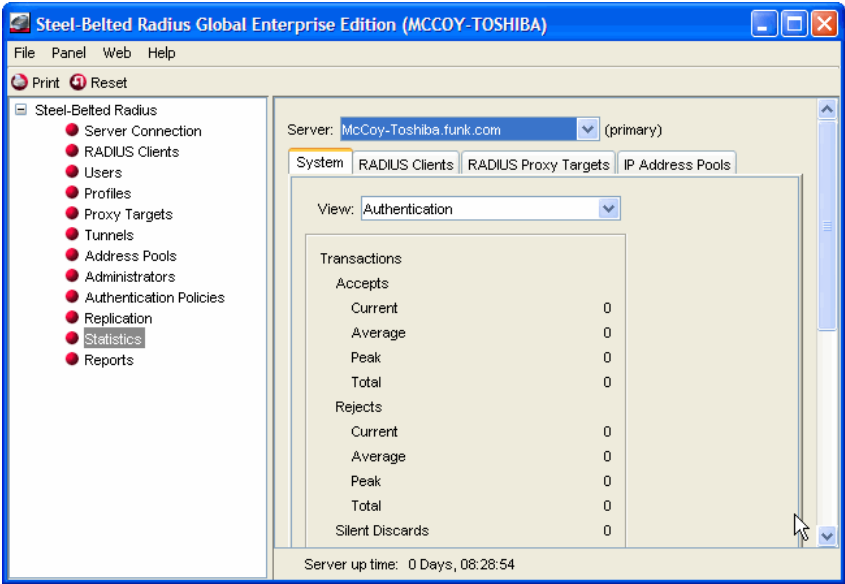 Steel-Belted Radius Global Enterprise Edition (MCCOY-TOSHIBA)
File Panel Web Help
Print Reset
Steel-Belted Radius
Server Connection
RADIUS Clients
Users
Profiles
Proxy Targets
Tunnels
Address Pools
Administrators
Authentication Policies
Replication
Statistics
Reports
Server: McCoy-Toshiba.funk.com (primary)
System RADIUS Clients RADIUS Proxy Targets IP Address Pools
View: Authentication
Transactions
Accepts
Current 0
Average 0
Peak 0
Total 0
Rejects
Current 0
Average 0
Peak 0
Total 0
Silent Discards 0
Server up time: 0 Days, 08:28:54